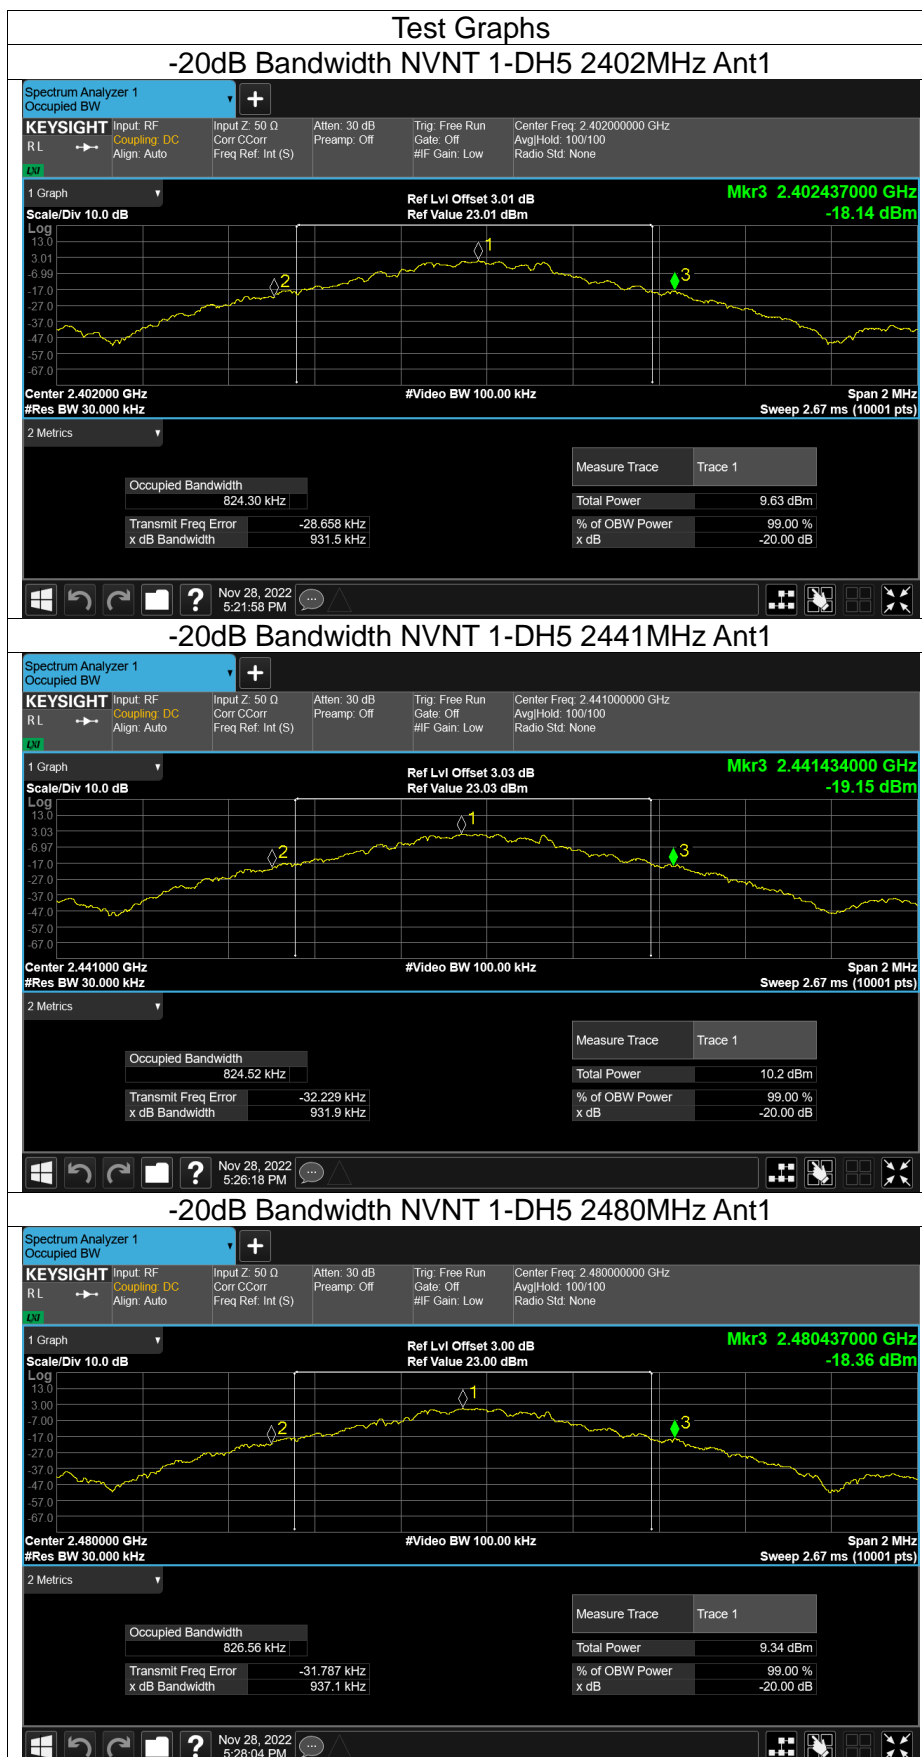 Test Graphs
-20dB Bandwidth NVNT 1-DH5 2402MHz Ant1
Spectrum Analyzer 1
Occupied BW
KEYSIGHT Input: RF Input Z: 50 Ω Atten: 30 dB Trig: Free Run Center Freq: 2.402000000 GHz
RL Coupling: DC Corr CCorr Preamp: Off Gate: Off Avg|Hold: 100/100
Align: Auto Freq Ref: Int (S) #IF Gain: Low Radio Std: None
LXI
1 Graph Ref Lvl Offset 3.01 dB Mkr3 2.402437000 GHz
Scale/Div 10.0 dB Ref Value 23.01 dBm -18.14 dBm
Log
13.0
3.01
-6.99
-17.0
-27.0
-37.0
-47.0
-57.0
-67.0
1
2
3
Center 2.402000 GHz #Video BW 100.00 kHz Span 2 MHz
#Res BW 30.000 kHz Sweep 2.67 ms (10001 pts)
2 Metrics
Measure Trace Trace 1
Occupied Bandwidth
824.30 kHz Total Power 9.63 dBm
Transmit Freq Error -28.658 kHz % of OBW Power 99.00 %
x dB Bandwidth 931.5 kHz x dB -20.00 dB
? Nov 28, 2022
5:21:58 PM
-20dB Bandwidth NVNT 1-DH5 2441MHz Ant1
Spectrum Analyzer 1
Occupied BW
KEYSIGHT Input: RF Input Z: 50 Ω Atten: 30 dB Trig: Free Run Center Freq: 2.441000000 GHz
RL Coupling: DC Corr CCorr Preamp: Off Gate: Off Avg|Hold: 100/100
Align: Auto Freq Ref: Int (S) #IF Gain: Low Radio Std: None
LXI
1 Graph Ref Lvl Offset 3.03 dB Mkr3 2.441434000 GHz
Scale/Div 10.0 dB Ref Value 23.03 dBm -19.15 dBm
Log
13.0
3.03
-6.97
-17.0
-27.0
-37.0
-47.0
-57.0
-67.0
1
2
3
Center 2.441000 GHz #Video BW 100.00 kHz Span 2 MHz
#Res BW 30.000 kHz Sweep 2.67 ms (10001 pts)
2 Metrics
Measure Trace Trace 1
Occupied Bandwidth
824.52 kHz Total Power 10.2 dBm
Transmit Freq Error -32.229 kHz % of OBW Power 99.00 %
x dB Bandwidth 931.9 kHz x dB -20.00 dB
? Nov 28, 2022
5:26:18 PM
-20dB Bandwidth NVNT 1-DH5 2480MHz Ant1
Spectrum Analyzer 1
Occupied BW
KEYSIGHT Input: RF Input Z: 50 Ω Atten: 30 dB Trig: Free Run Center Freq: 2.480000000 GHz
RL Coupling: DC Corr CCorr Preamp: Off Gate: Off Avg|Hold: 100/100
Align: Auto Freq Ref: Int (S) #IF Gain: Low Radio Std: None
LXI
1 Graph Ref Lvl Offset 3.00 dB Mkr3 2.480437000 GHz
Scale/Div 10.0 dB Ref Value 23.00 dBm -18.36 dBm
Log
13.0
3.00
-7.00
-17.0
-27.0
-37.0
-47.0
-57.0
-67.0
1
2
3
Center 2.480000 GHz #Video BW 100.00 kHz Span 2 MHz
#Res BW 30.000 kHz Sweep 2.67 ms (10001 pts)
2 Metrics
Measure Trace Trace 1
Occupied Bandwidth
826.56 kHz Total Power 9.34 dBm
Transmit Freq Error -31.787 kHz % of OBW Power 99.00 %
x dB Bandwidth 937.1 kHz x dB -20.00 dB
? Nov 28, 2022
5:28:04 PM